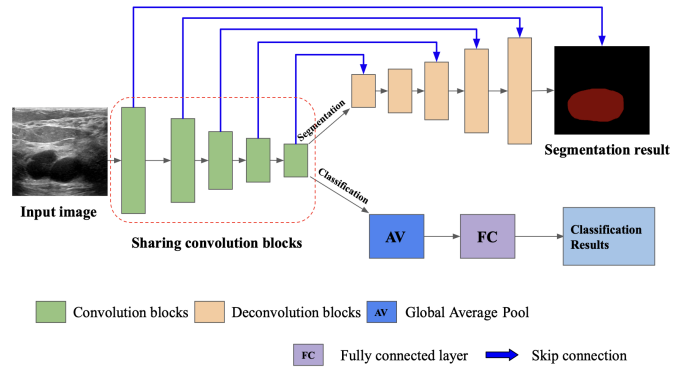 Segmentation
Segmentation result
Input image
Sharing convolution blocks
Classification
AV
FC
Classification
Results
Convolution blocks
Deconvolution blocks
AV
Global Average Pool
FC
Fully connected layer
Skip connection